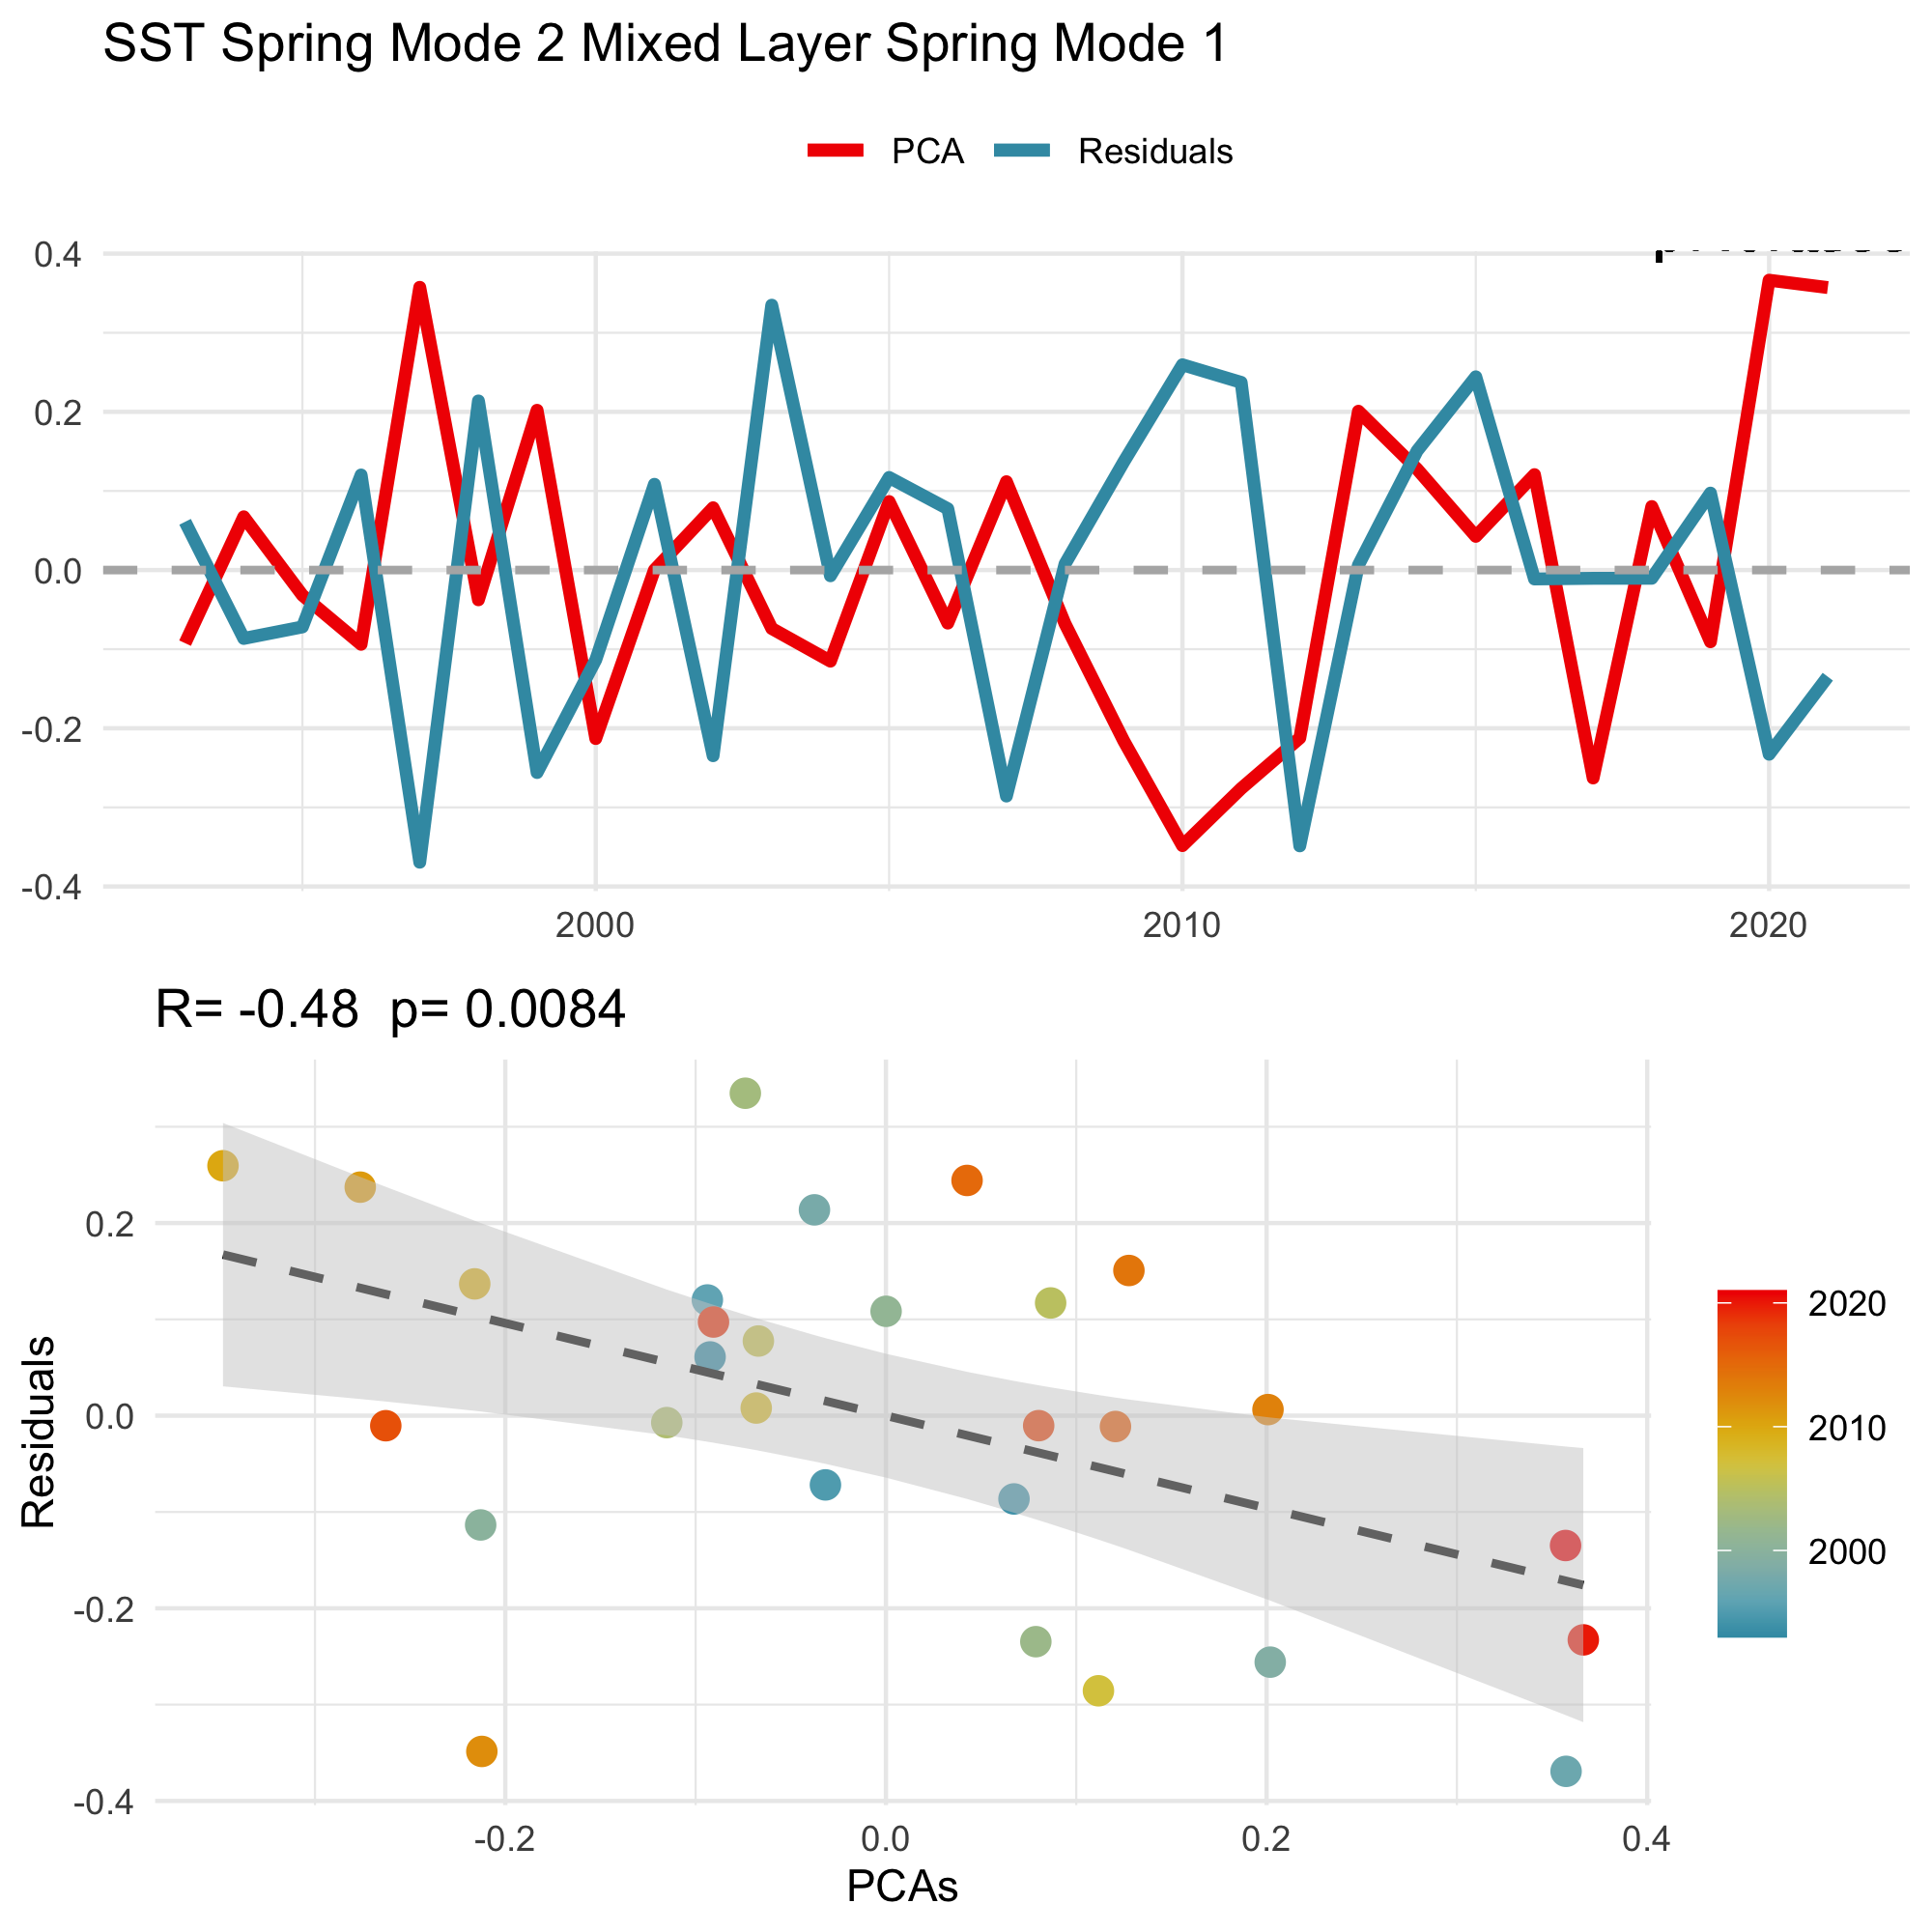 SST Spring Mode 2 Mixed Layer Spring Mode 1
PCA Residuals
0.4
0.2
0.0
-0.2
-0.4
2000 2010 2020
R= -0.48 p= 0.0084
Residuals
0.2
0.0
-0.2
-0.4
-0.2 0.0 0.2 0.4
PCAs
2020
2010
2000